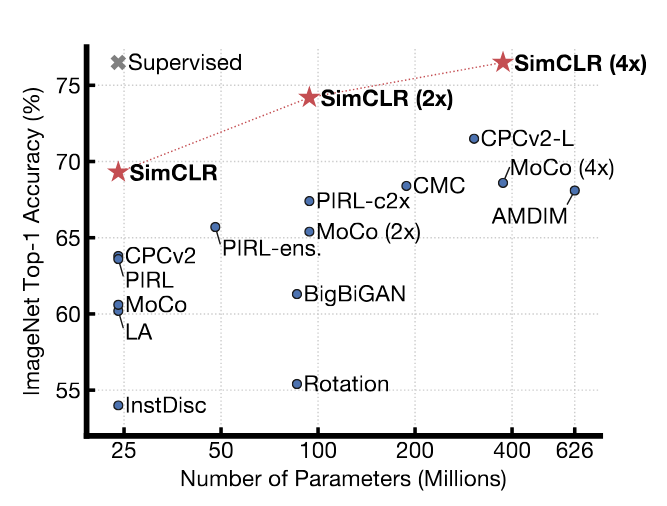 ImageNet Top-1 Accuracy (%)
75
70
65
60
55
Supervised
SimCLR (4x)
SimCLR (2x)
CPCv2-L
MoCo (4x)
SimCLR
CMC
PIRL-c2x
AMDIM
MoCo (2x)
PIRL-ens.
CPCv2
PIRL
BigBiGAN
MoCo
LA
Rotation
InstDisc
25
50
100
200
400
626
Number of Parameters (Millions)